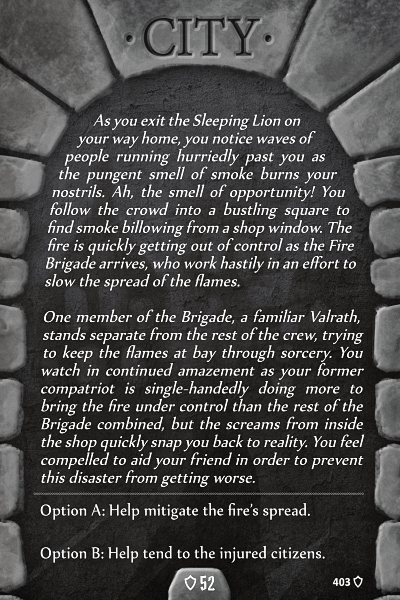 · CITY ·
As you exit the Sleeping Lion on
your way home, you notice waves of
people running hurriedly past you as
the pungent smell of smoke burns your
nostrils. Ah, the smell of opportunity! You
follow the crowd into a bustling square to
find smoke billowing from a shop window. The
fire is quickly getting out of control as the Fire
Brigade arrives, who work hastily in an effort to
slow the spread of the flames.
One member of the Brigade, a familiar Valrath,
stands separate from the rest of the crew, trying
to keep the flames at bay through sorcery. You
watch in continued amazement as your former
compatriot is single-handedly doing more to
bring the fire under control than the rest of the
Brigade combined, but the screams from inside
the shop quickly snap you back to reality. You feel
compelled to aid your friend in order to prevent
this disaster from getting worse.
Option A: Help mitigate the fire's spread.
Option B: Help tend to the injured citizens.
52
403